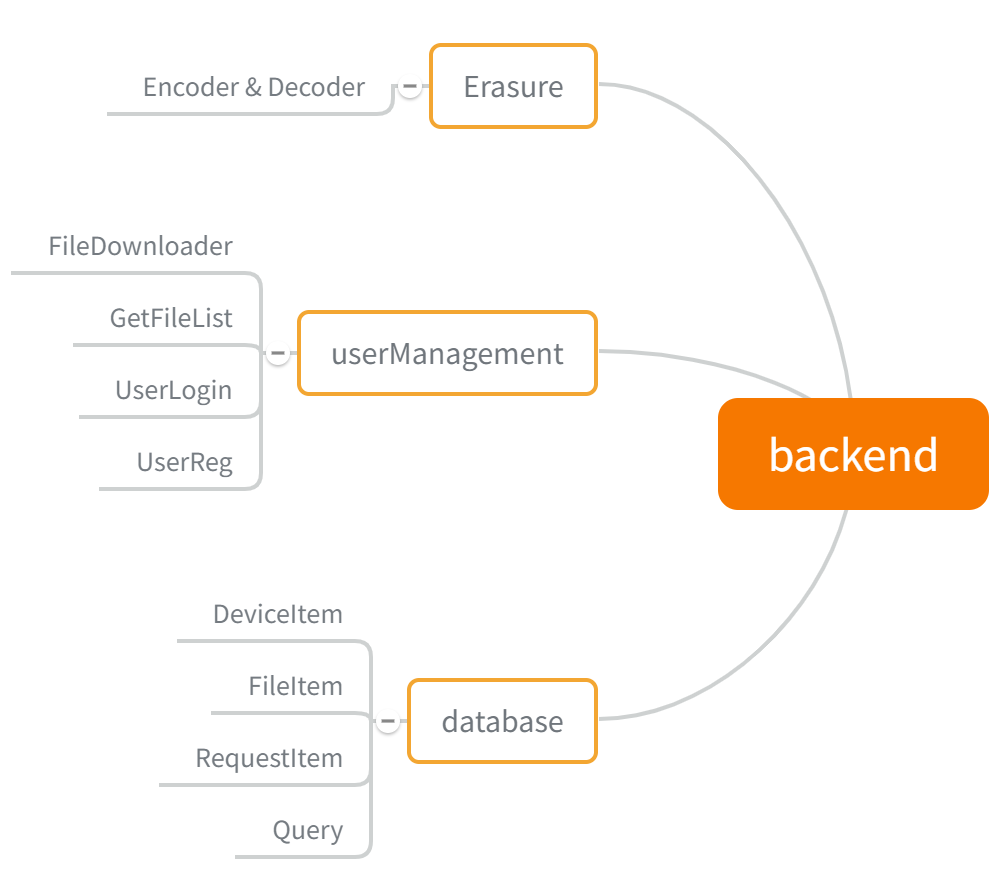 Encoder & Decoder
Erasure
FileDownloader
GetFileList
UserLogin
UserReg
userManagement
backend
DeviceItem
FileItem
RequestItem
Query
database